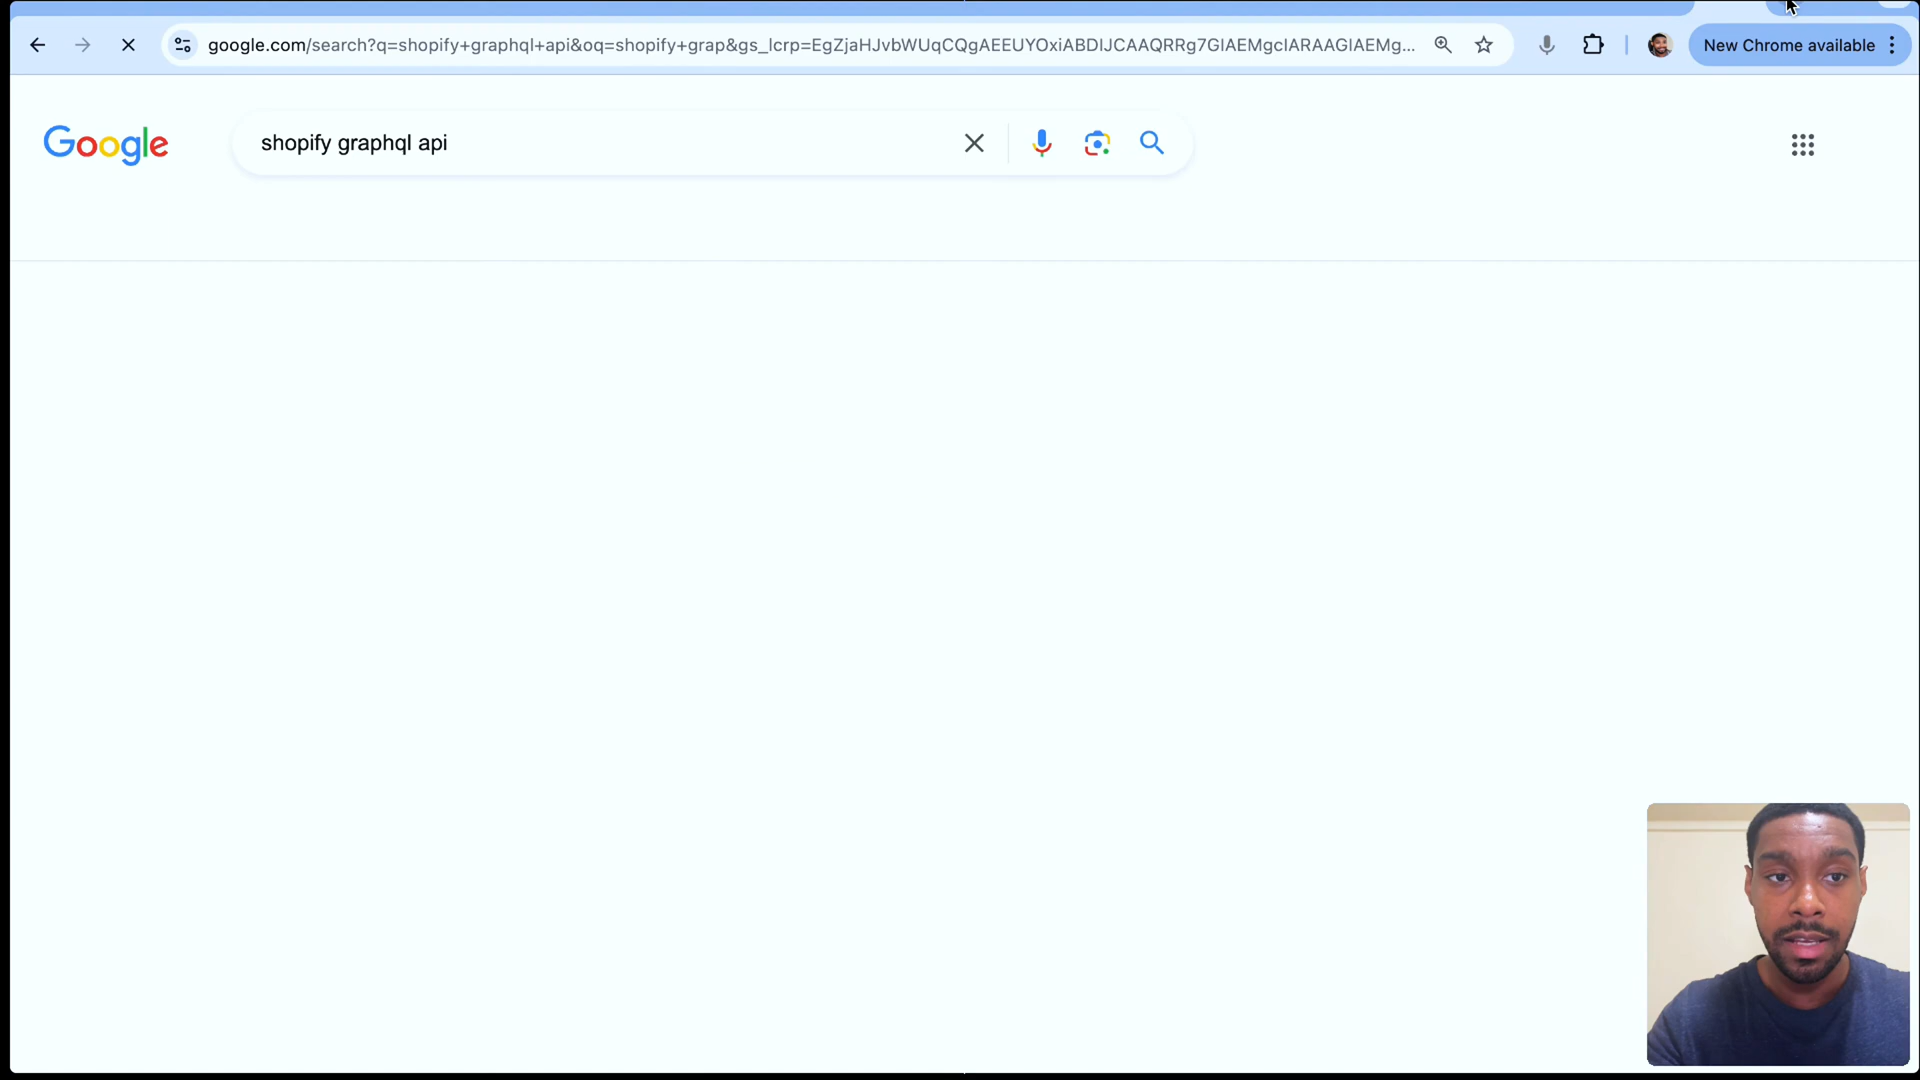 google.com/search?q=shopify+graphql+api&oq=shopify+grap&gs_lcrp=EgZjaHJvbWUqCQgAEEUYOxiABDIJCAAQRRg7GIAEMgcIARAAGIAEMg...
New Chrome available
Google
shopify graphql api